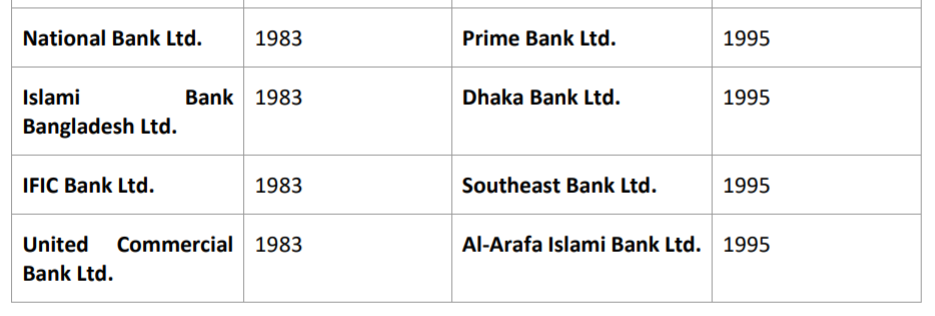 National Bank Ltd. 1983 Prime Bank Ltd. 1995
Islami Bank 1983 Dhaka Bank Ltd. 1995
Bangladesh Ltd.
IFIC Bank Ltd. 1983 Southeast Bank Ltd. 1995
United Commercial 1983 Al-Arafa Islami Bank Ltd. 1995
Bank Ltd.